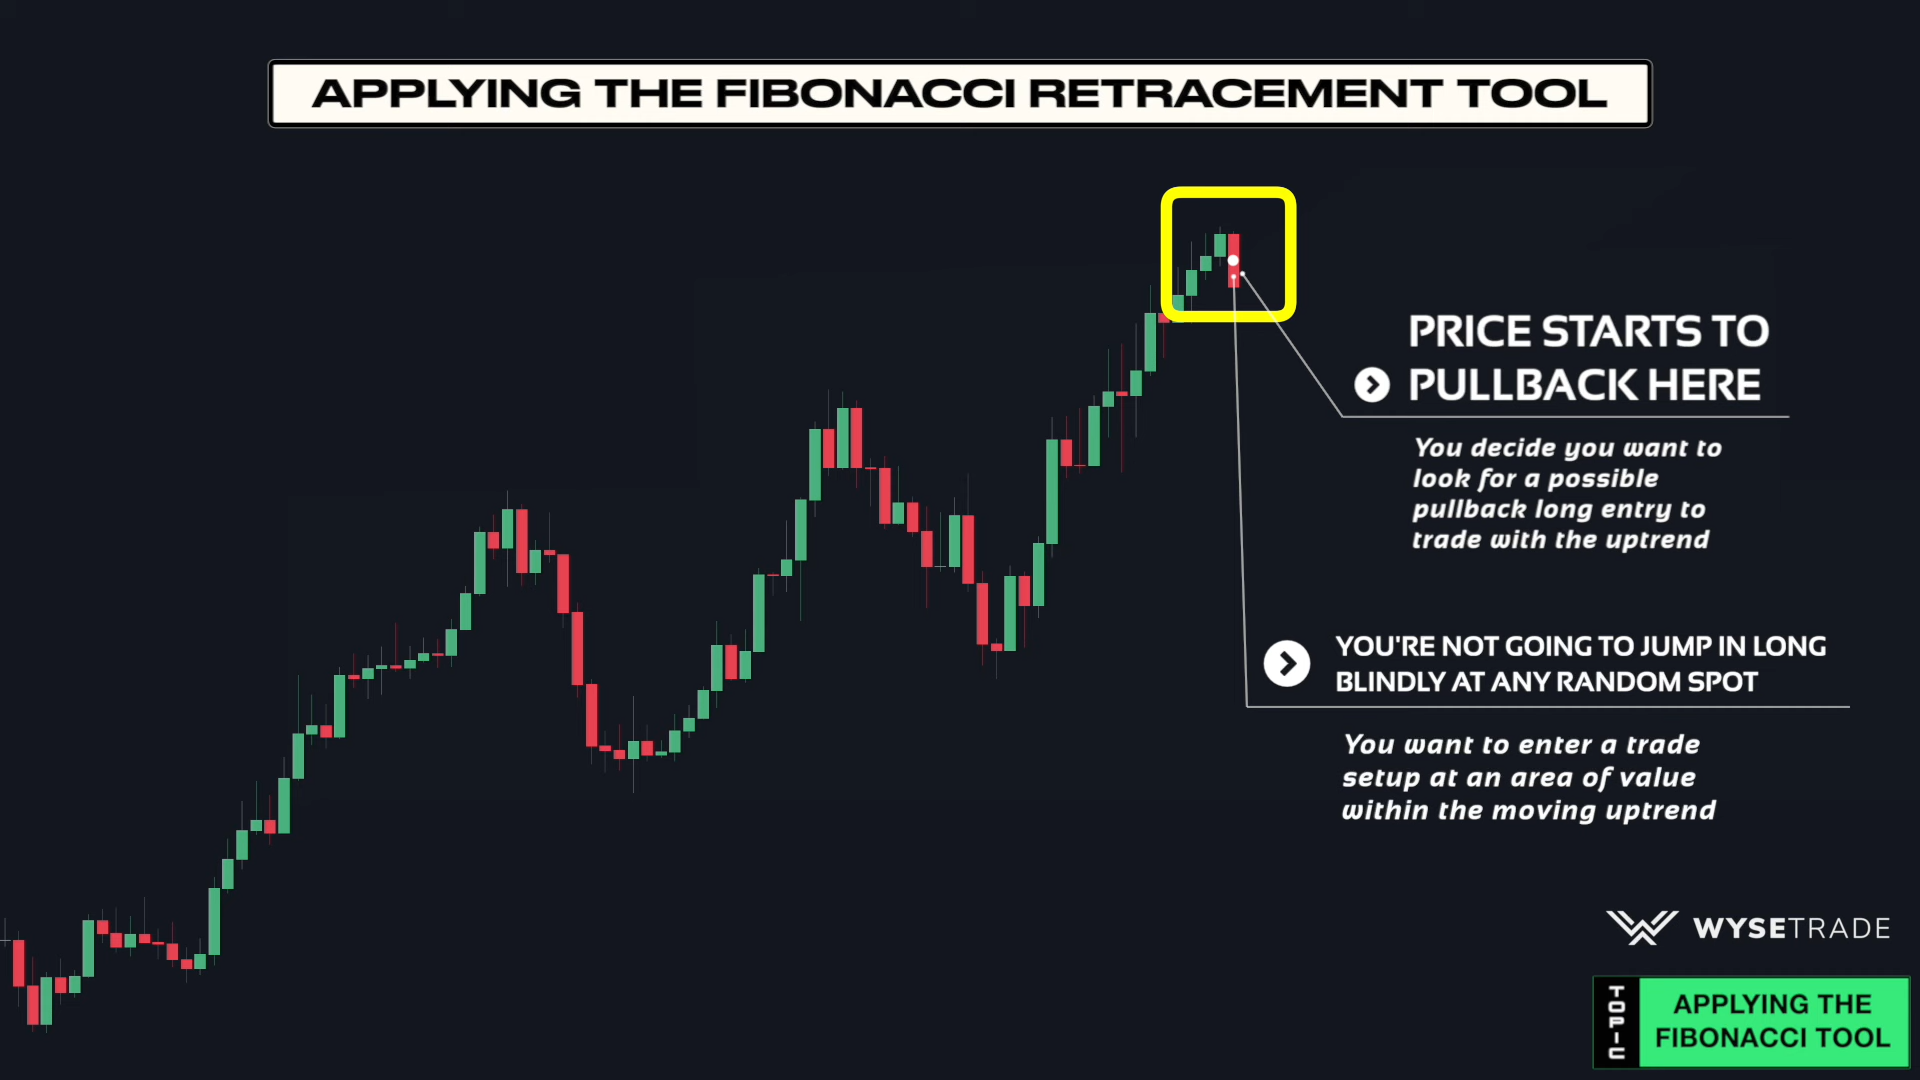 APPLYING THE FIBONACCI RETRACEMENT TOOL
PRICE STARTS TO
PULLBACK HERE
You decide you want to
look for a possible
pullback long entry to
trade with the uptrend
YOU'RE NOT GOING TO JUMP IN LONG
BLINDLY AT ANY RANDOM SPOT
You want to enter a trade
setup at an area of value
within the moving uptrend
WYSETRADE
TOPIC
APPLYING THE
FIBONACCI TOOL